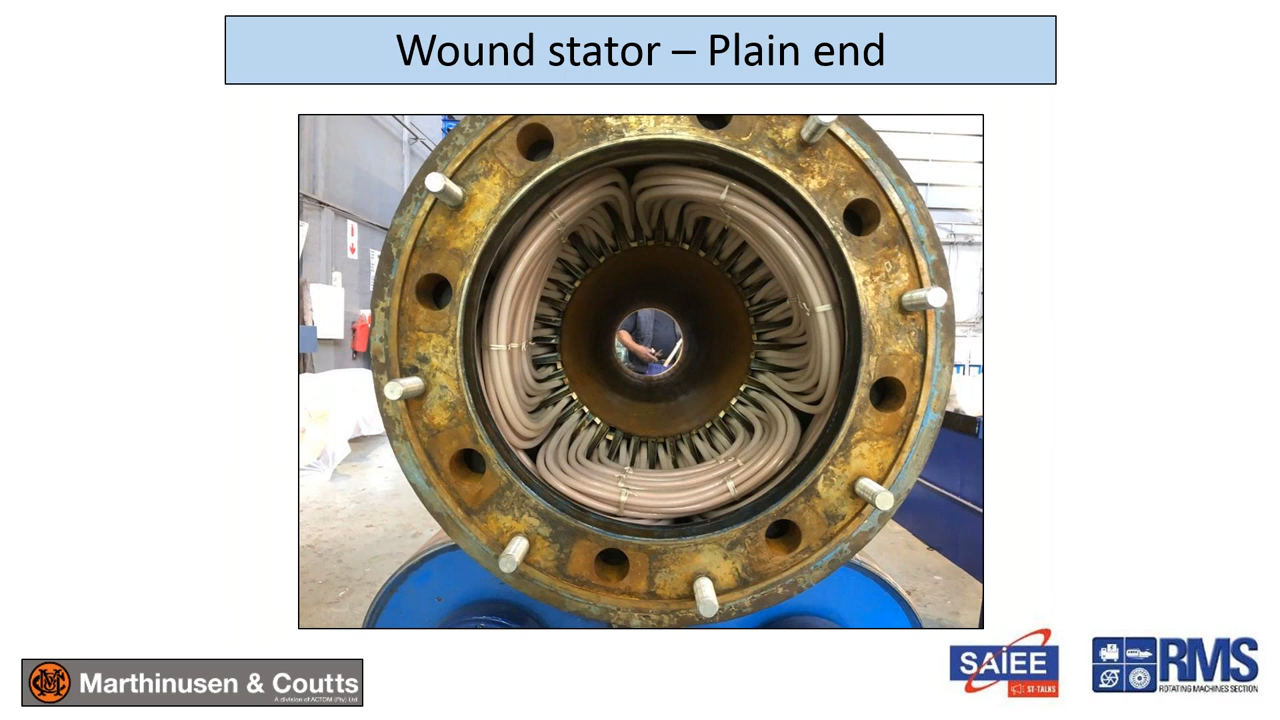 Wound stator – Plain end
Marthinusen & Coutts
A division of ACTOM (Pty) Ltd
SAIEE
ST-TALKS
RMS
ROTATING MACHINES SECTION